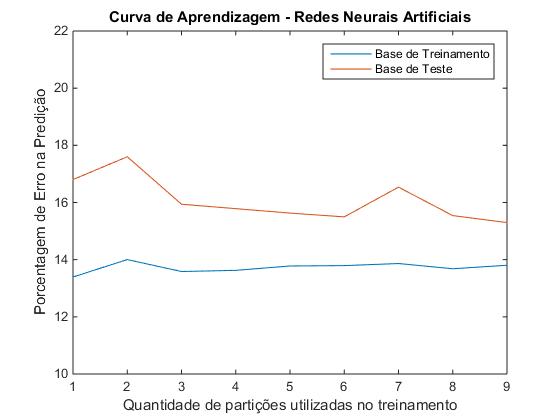 Curva de Aprendizagem - Redes Neurais Artificiais
22
20
18
16
14
12
10
Porcentagem de Erro na Predição
Base de Treinamento
Base de Teste
1 2 3 4 5 6 7 8 9
Quantidade de partições utilizadas no treinamento